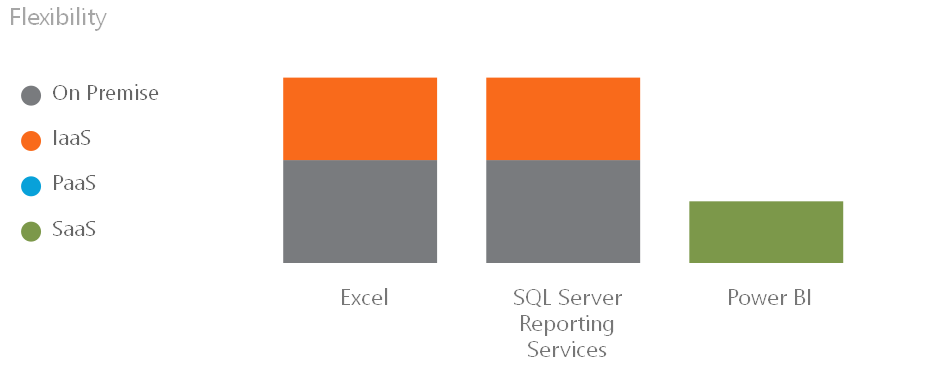 Flexibility
On Premise
IaaS
PaaS
SaaS
Excel
SQL Server
Reporting
Services
Power BI